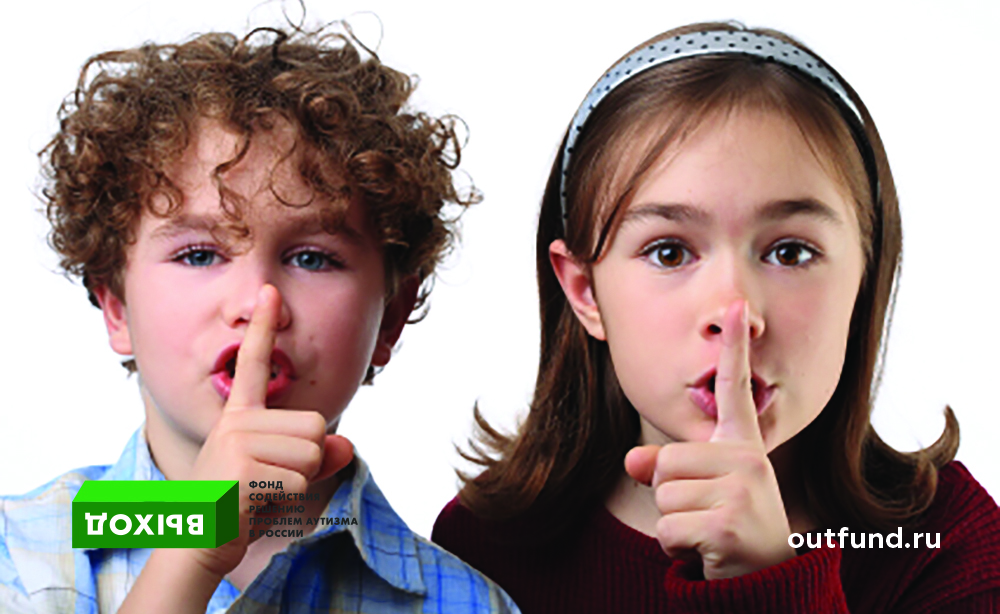 ВЫХОД
ФОНД
СОДЕЙСТВИЯ
РЕШЕНИЮ
ПРОБЛЕМ АУТИЗМА
В РОССИИ
outfund.ru